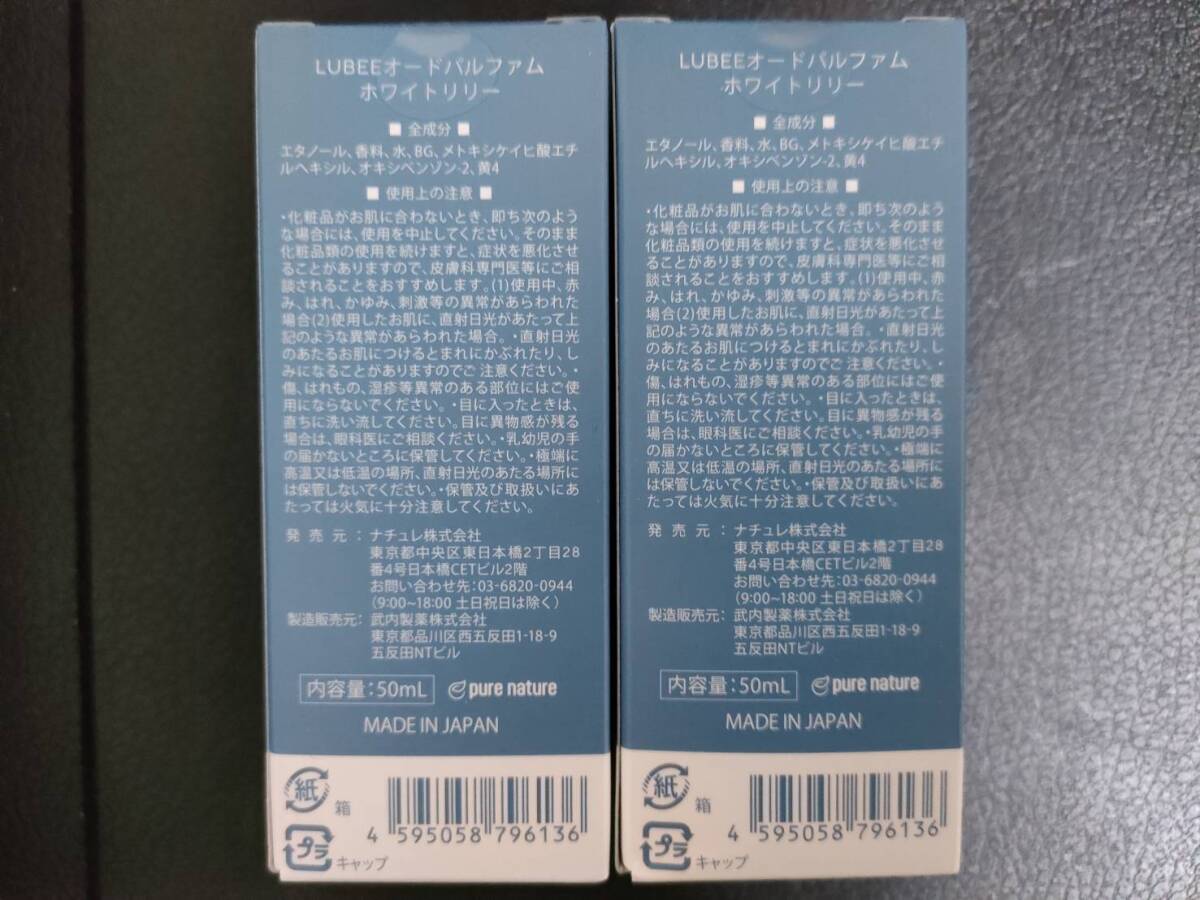 LUBEEオードパルファム
ホワイトリリー
■ 全成分 ■
エタノール、香料、水、BG、メトキシケイヒ酸エチ
ルヘキシル、オキシベンゾン-2、黄4
■ 使用上の注意 ■
・化粧品がお肌に合わないとき、即ち次のよう
な場合には、使用を中止してください。そのまま
化粧品類の使用を続けますと、症状を悪化させ
ることがありますので、皮膚科専門医等にご相
談されることをおすすめします。(1)使用中、赤
み、はれ、かゆみ、刺激等の異常があらわれた
場合(2)使用したお肌に、直射日光があたって上
記のような異常があらわれた場合。・直射日光
のあたるお肌につけるとまれにかぶれたり、し
みになることがありますのでご注意ください。・
傷、はれもの、湿疹等異常のある部位にはご使
用にならないでください。・目に入ったときは、
直ちに洗い流してください。目に異物感が残る
場合は、眼科医にご相談ください。・乳幼児の手
の届かないところに保管してください。・極端に
高温又は低温の場所、直射日光のあたる場所に
は保管しないでください。・保管及び取扱いにあ
たっては火気に十分注意してください。
発売元:ナチュレ株式会社
東京都中央区東日本橋2丁目28
番4号日本橋CETビル2階
お問い合わせ先:03-6820-0944
(9:00~18:00 土日祝日は除く)
製造販売元:武内製薬株式会社
東京都品川区西五反田1-18-9
五反田NTビル
内容量:50mL pure nature
MADE IN JAPAN
紙 箱
4 595058 796136
プラ キャップ
LUBEEオードパルファム
ホワイトリリー
■ 全成分 ■
エタノール、香料、水、BG、メトキシケイヒ酸エチ
ルヘキシル、オキシベンゾン-2、黄4
■ 使用上の注意 ■
・化粧品がお肌に合わないとき、即ち次のよう
な場合には、使用を中止してください。そのまま
化粧品類の使用を続けますと、症状を悪化させ
ることがありますので、皮膚科専門医等にご相
談されることをおすすめします。(1)使用中、赤
み、はれ、かゆみ、刺激等の異常があらわれた
場合(2)使用したお肌に、直射日光があたって上
記のような異常があらわれた場合。・直射日光
のあたるお肌につけるとまれにかぶれたり、し
みになることがありますのでご注意ください。・
傷、はれもの、湿疹等異常のある部位にはご使
用にならないでください。・目に入ったときは、
直ちに洗い流してください。目に異物感が残る
場合は、眼科医にご相談ください。・乳幼児の手
の届かないところに保管してください。・極端に
高温又は低温の場所、直射日光のあたる場所に
は保管しないでください。・保管及び取扱いにあ
たっては火気に十分注意してください。
発売元:ナチュレ株式会社
東京都中央区東日本橋2丁目28
番4号日本橋CETビル2階
お問い合わせ先:03-6820-0944
(9:00~18:00 土日祝日は除く)
製造販売元:武内製薬株式会社
東京都品川区西五反田1-18-9
五反田NTビル
内容量:50mL pure nature
MADE IN JAPAN
紙 箱
4 595058 796136
プラ キャップ